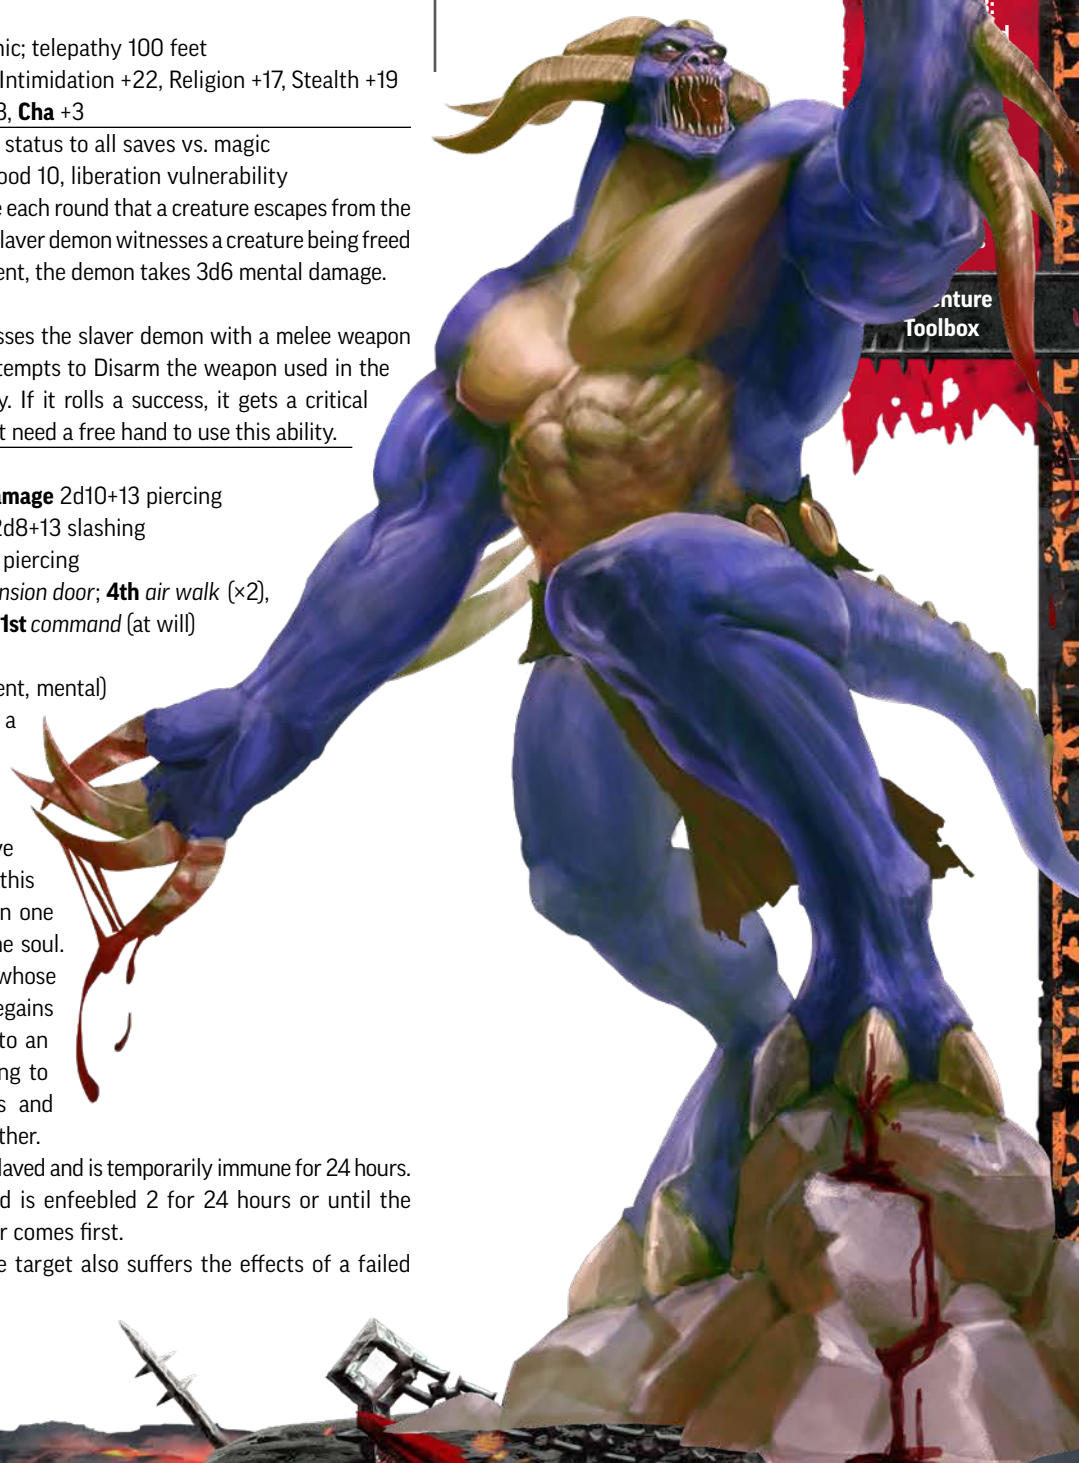 nic; telepathy 100 feet
Intimidation +22, Religion +17, Stealth +19
3, Cha +3
status to all saves vs. magic
ood 10, liberation vulnerability
e each round that a creature escapes from the
laver demon witnesses a creature being freed
ent, the demon takes 3d6 mental damage.
sses the slaver demon with a melee weapon
tempts to Disarm the weapon used in the
y. If it rolls a success, it gets a critical
t need a free hand to use this ability.
amage 2d10+13 piercing
2d8+13 slashing
piercing
nsion door; 4th air walk (×2),
1st command (at will)
ent, mental)
a
ve
this
n one
ne soul.
whose
egains
to an
ng to
s and
ther.
laved and is temporarily immune for 24 hours.
d is enfeebled 2 for 24 hours or until the
r comes first.
e target also suffers the effects of a failed
enture
Toolbox